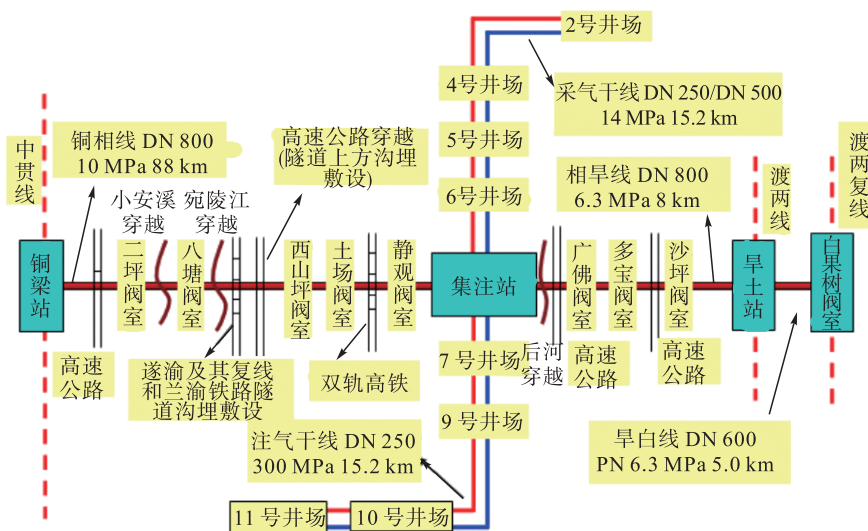 2号井场
4号井场
采气干线 DN 250/DN 500
14 MPa 15.2 km
5号井场
6号井场
中贯线
铜相线 DN 800
10 MPa 88 km
高速公路穿越
(隧道上方沟埋
敷设)
相旱线 DN 800
6.3 MPa 8 km
渡两线
渡两复线
小安溪
穿越
宛陵江
穿越
铜梁站
二坪阀室
八塘阀室
西山坪阀室
土场阀室
静观阀室
集注站
广佛阀室
多宝阀室
沙坪阀室
旱土站
白果树阀室
高速
公路
遂渝及其复线
和兰渝铁路隧
道沟埋敷设
双轨高铁
7 号井场
后河
穿越
高速
公路
高速
公路
9 号井场
注气干线 DN 250
300 MPa 15.2 km
旱白线 DN 600
PN 6.3 MPa 5.0 km
11 号井场
10 号井场